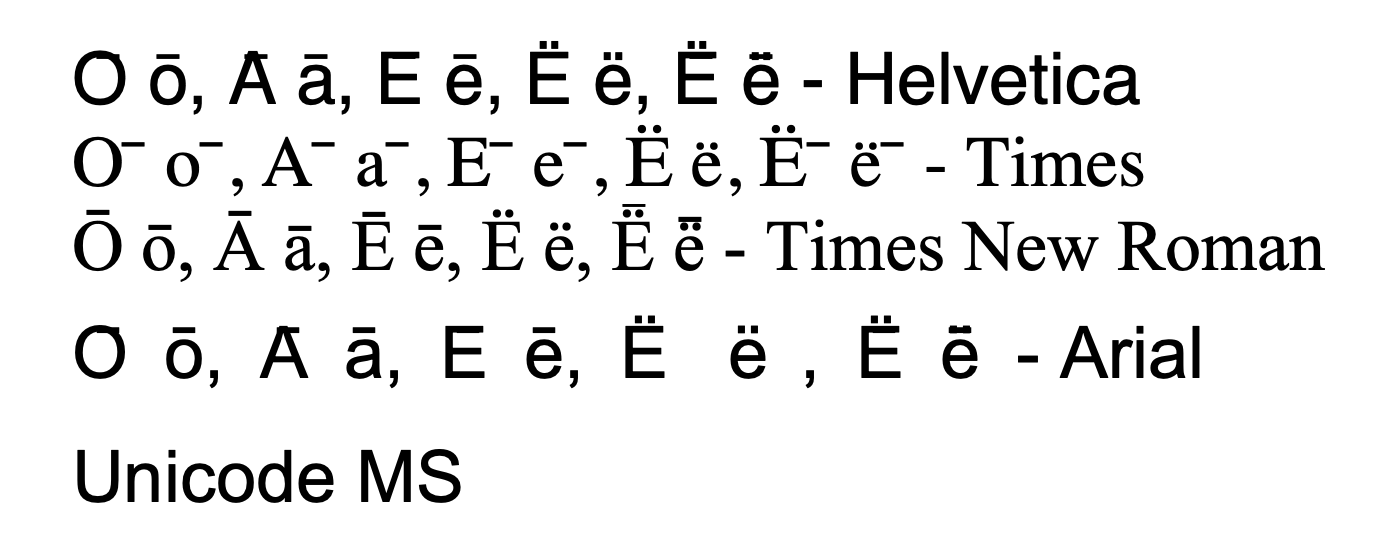 Ō ō, Ā ā, Ē ē, Ë ë, Ë̄ ë̄ - Helvetica
O¯ o¯, A¯ a¯, E¯ e¯, Ë ë, Ë¯ ë¯ - Times
Ō ō, Ā ā, Ē ē, Ë ë, Ë̄ ë̄ - Times New Roman
Ō ō, Ā ā, Ē ē, Ë ë , Ë̄ ë̄ - Arial
Unicode MS